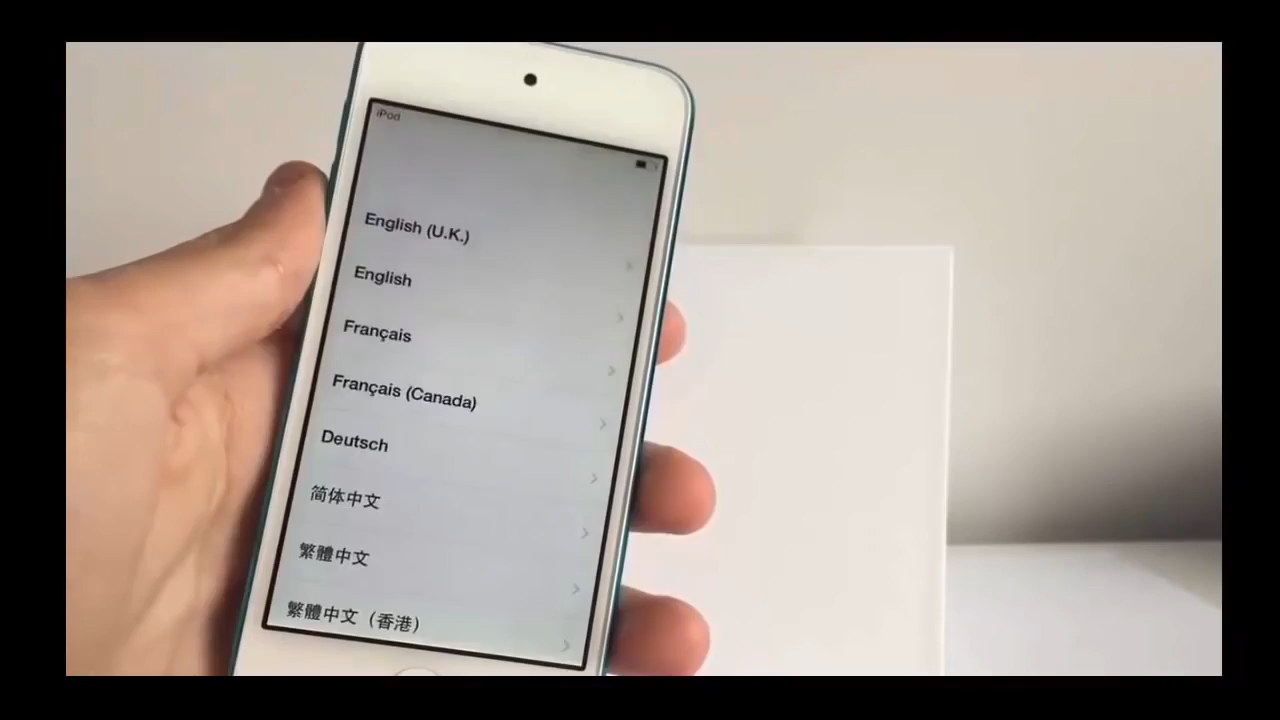 iPod
English (U.K.)
English
Français
Français (Canada)
Deutsch
简体中文
繁體中文
繁體中文（香港）